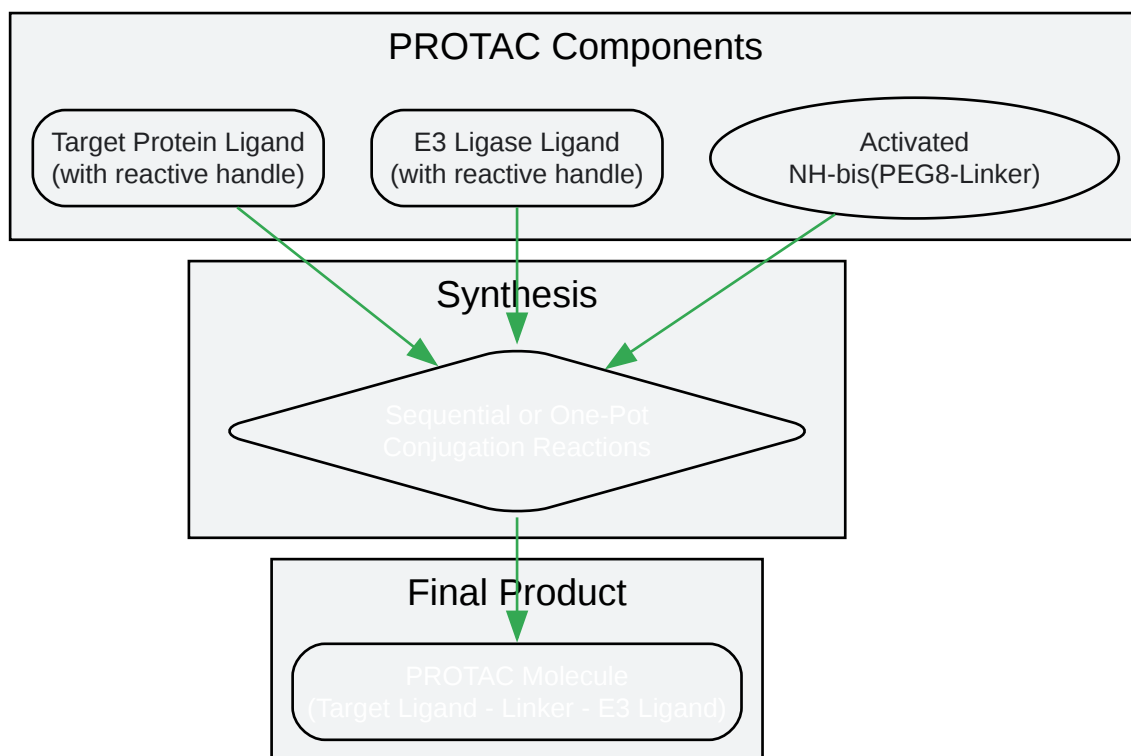 PROTAC Components
Target Protein Ligand
(with reactive handle)
E3 Ligase Ligand
(with reactive handle)
Activated
NH-bis(PEG8-Linker)
Synthesis
Sequential or One-Pot
Conjugation Reactions
Final Product
PROTAC Molecule
(Target Ligand - Linker - E3 Ligand)